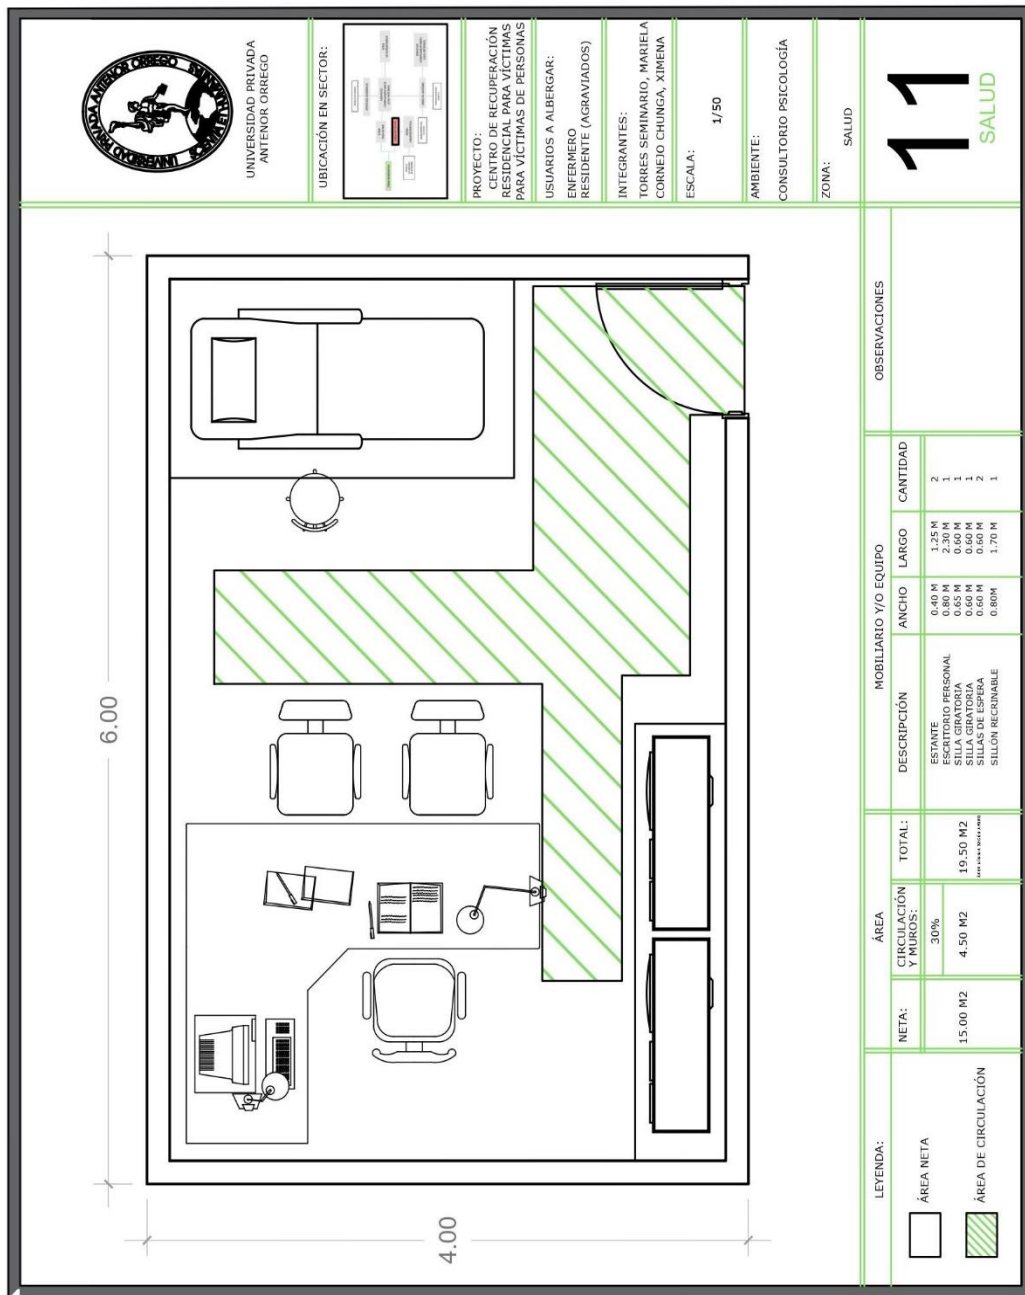 6.00
4.00
UNIVERSIDAD PRIVADA ANTENOR ORREGO
UNIVERSIDAD PRIVADA
ANTENOR ORREGO
UBICACIÓN EN SECTOR:
PROYECTO:
CENTRO DE RECUPERACIÓN
RESIDENCIAL PARA VÍCTIMAS
PARA VÍCTIMAS DE PERSONAS
USUARIOS A ALBERGAR:
ENFERMERO
RESIDENTE (AGRAVIADOS)
INTEGRANTES:
TORRES SEMINARIO, MARIELA
CORNEJO CHUNGA, XIMENA
ESCALA:
1/50
AMBIENTE:
CONSULTORIO PSICOLOGÍA
ZONA:
SALUD
11
SALUD
LEYENDA:
ÁREA NETA
ÁREA DE CIRCULACIÓN
ÁREA
NETA:
CIRCULACIÓN
Y MUROS:
TOTAL:
30%
15.00 M2
4.50 M2
19.50 M2
MOBILIARIO Y/O EQUIPO
DESCRIPCIÓN ANCHO LARGO CANTIDAD
ESTANTE 0.40 M 1.25 M 2
ESCRITORIO PERSONAL 0.80 M 2.30 M 1
SILLA GIRATORIA 0.65 M 0.60 M 1
SILLA GIRATORIA 0.60 M 0.60 M 1
SILLAS DE ESPERA 0.60 M 0.60 M 2
SILLÓN RECRINABLE 0.80M 1.70 M 1
OBSERVACIONES